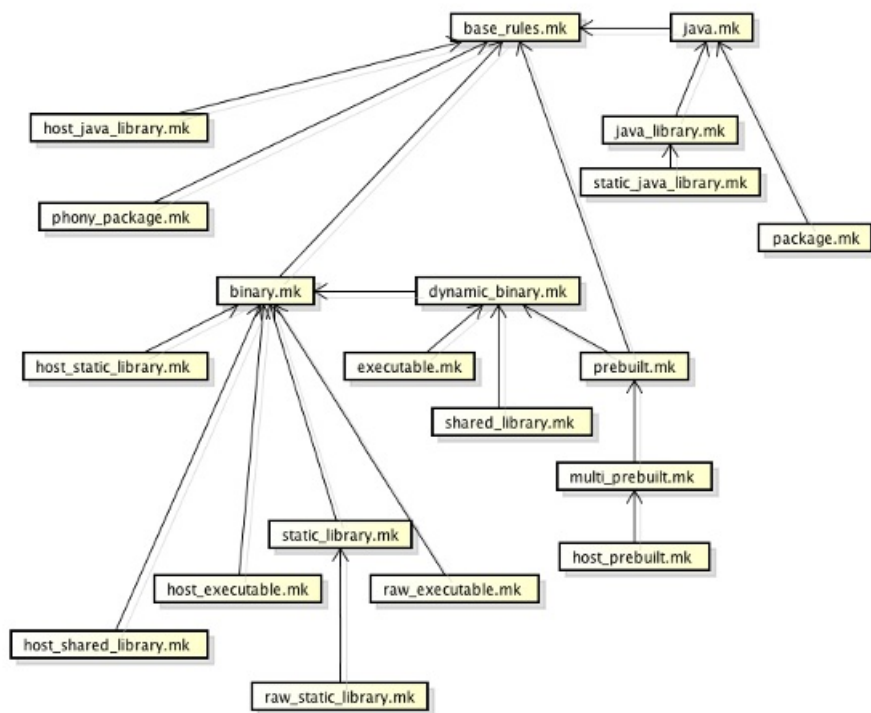 base_rules.mk
java.mk
host_java_library.mk
java_library.mk
static_java_library.mk
phony_package.mk
package.mk
binary.mk
dynamic_binary.mk
host_static_library.mk
executable.mk
prebuilt.mk
shared_library.mk
multi_prebuilt.mk
static_library.mk
host_prebuilt.mk
host_executable.mk
raw_executable.mk
host_shared_library.mk
raw_static_library.mk